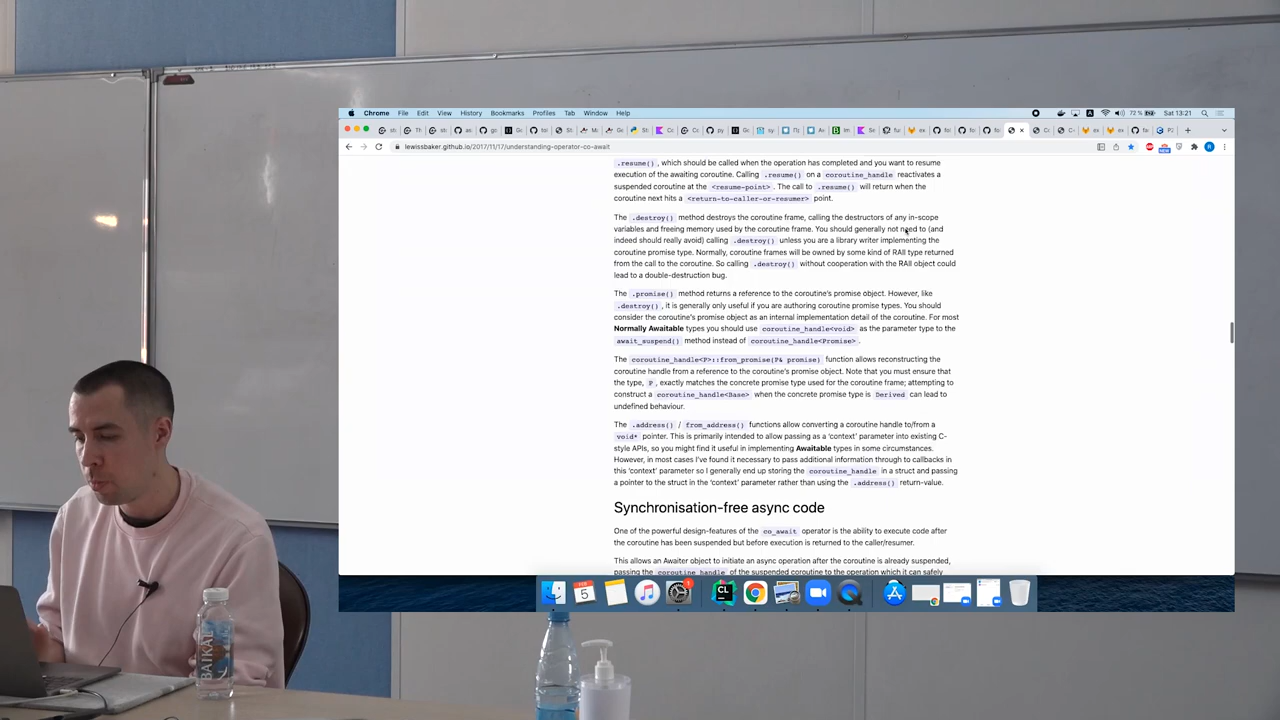 Chrome File Edit View History Bookmarks Profiles Tab Window Help
72 % Sat 13:21
lewissbaker.github.io/2017/11/17/understanding-operator-co-await
.resume(), which should be called when the operation has completed and you want to resume
execution of the awaiting coroutine. Calling .resume() on a coroutine_handle reactivates a
suspended coroutine at the <resume-point>. The call to .resume() will return when the
coroutine next hits a <return-to-caller-or-resumer> point.
The .destroy() method destroys the coroutine frame, calling the destructors of any in-scope
variables and freeing memory used by the coroutine frame. You should generally not need to (and
indeed should really avoid) calling .destroy() unless you are a library writer implementing the
coroutine promise type. Normally, coroutine frames will be owned by some kind of RAII type returned
from the call to the coroutine. So calling .destroy() without cooperation with the RAII object could
lead to a double-destruction bug.
The .promise() method returns a reference to the coroutine's promise object. However, like
.destroy(), it is generally only useful if you are authoring coroutine promise types. You should
consider the coroutine's promise object as an internal implementation detail of the coroutine. For most
Normally Awaitable types you should use coroutine_handle<void> as the parameter type to the
await_suspend() method instead of coroutine_handle<Promise>.
The coroutine_handle<P>::from_promise(P& promise) function allows reconstructing the
coroutine handle from a reference to the coroutine's promise object. Note that you must ensure that
the type, P, exactly matches the concrete promise type used for the coroutine frame; attempting to
construct a coroutine_handle<Base> when the concrete promise type is Derived can lead to
undefined behaviour.
The .address() / from_address() functions allow converting a coroutine handle to/from a
void* pointer. This is primarily intended to allow passing as a 'context' parameter into existing C-
style APIs, so you might find it useful in implementing Awaitable types in some circumstances.
However, in most cases I've found it necessary to pass additional information through to callbacks in
this 'context' parameter so I generally end up storing the coroutine_handle in a struct and passing
a pointer to the struct in the 'context' parameter rather than using the .address() return-value.
Synchronisation-free async code
One of the powerful design-features of the co_await operator is the ability to execute code after
the coroutine has been suspended but before execution is returned to the caller/resumer.
This allows an Awaiter object to initiate an async operation after the coroutine is already suspended,
passing the coroutine_handle of the suspended coroutine to the operation which it can safely
FEB
5
1
CL
BAIKAL